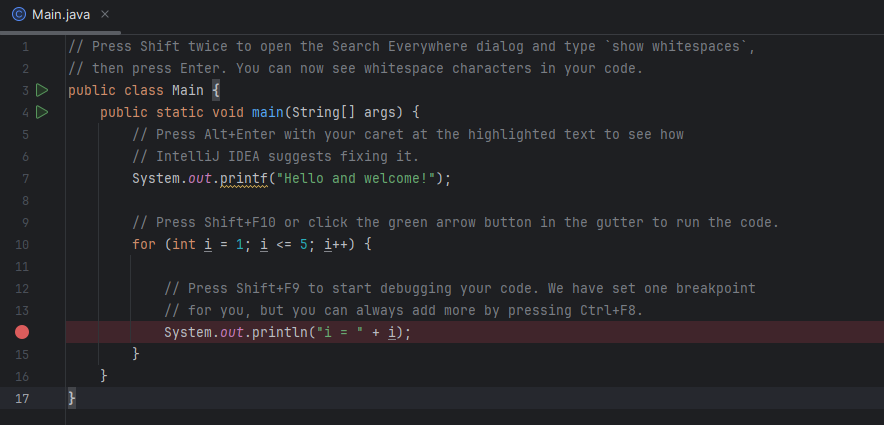 Main.java
1 // Press Shift twice to open the Search Everywhere dialog and type `show whitespaces`,
2 // then press Enter. You can now see whitespace characters in your code.
3 public class Main {
4     public static void main(String[] args) {
5         // Press Alt+Enter with your caret at the highlighted text to see how
6         // IntelliJ IDEA suggests fixing it.
7         System.out.printf("Hello and welcome!");
8
9         // Press Shift+F10 or click the green arrow button in the gutter to run the code.
10         for (int i = 1; i <= 5; i++) {
11
12             // Press Shift+F9 to start debugging your code. We have set one breakpoint
13             // for you, but you can always add more by pressing Ctrl+F8.
            System.out.println("i = " + i);
15         }
16     }
17 }